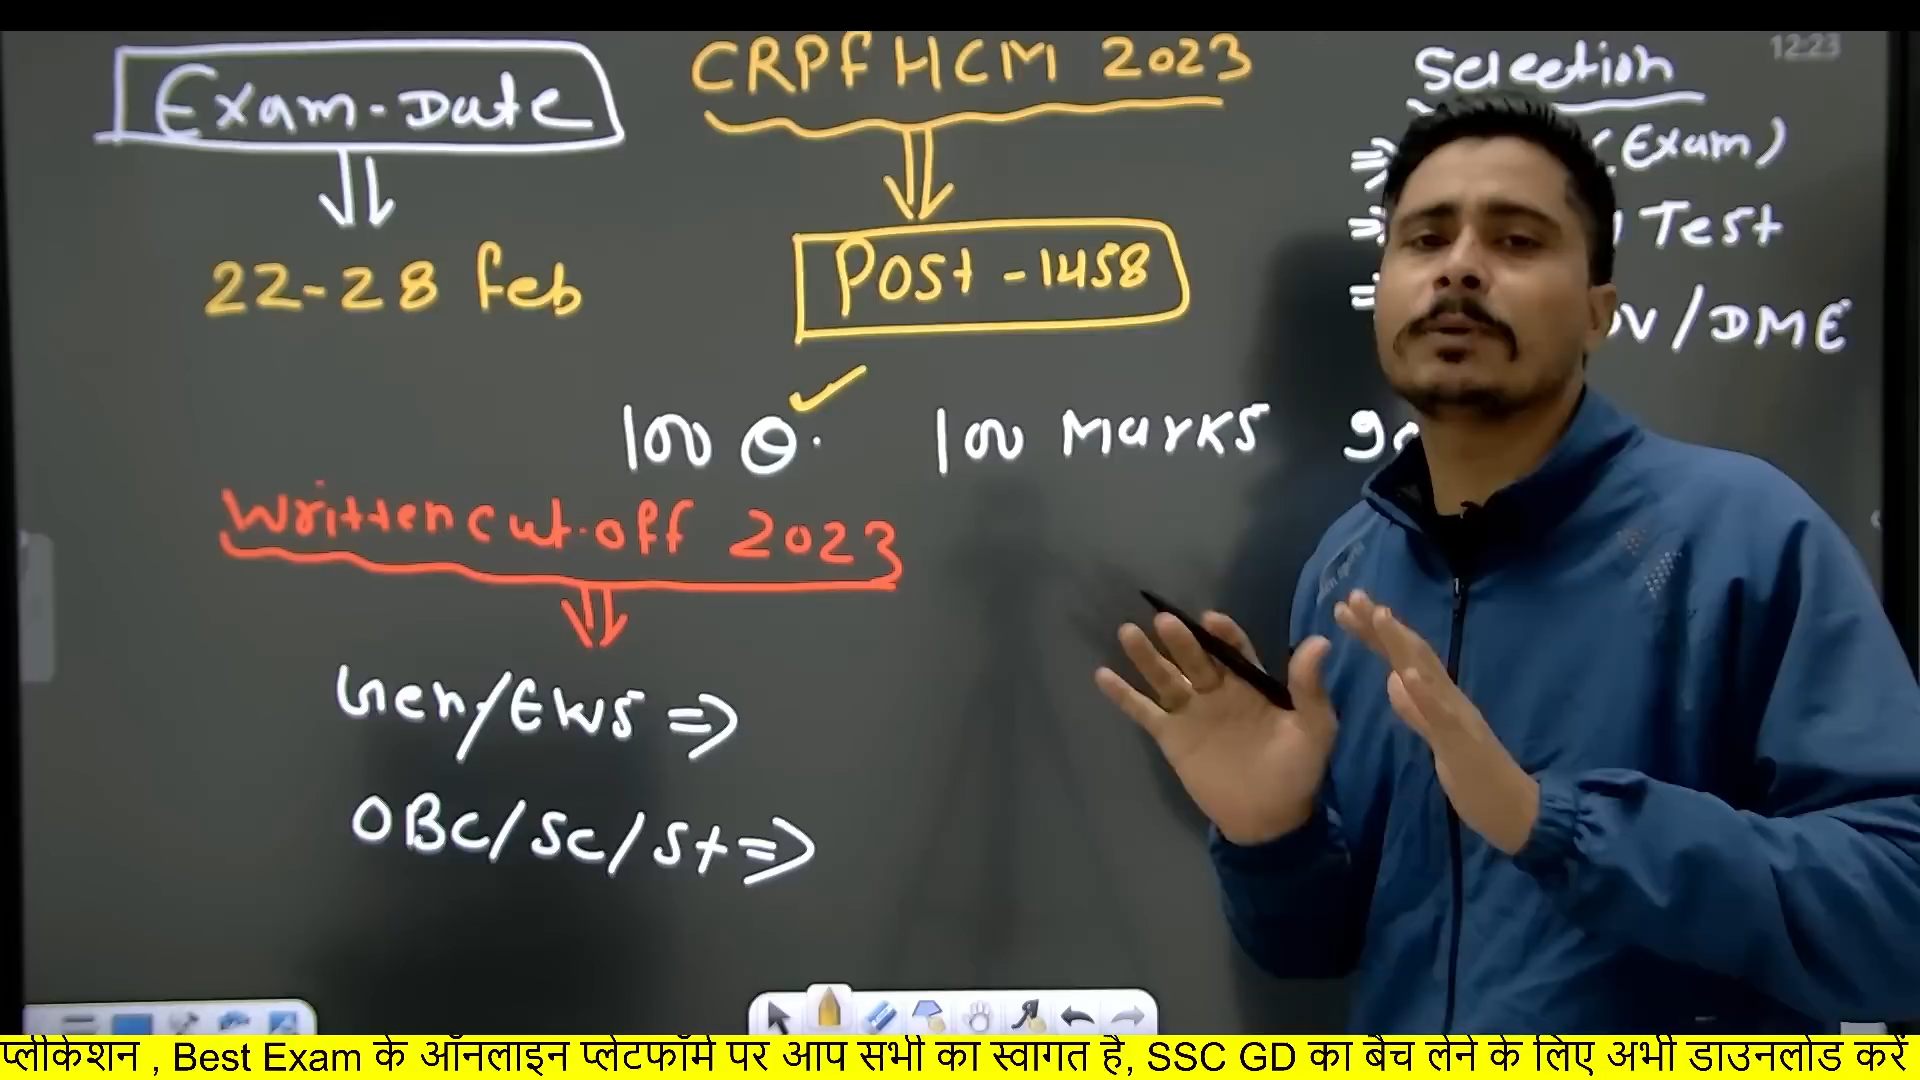 Exam-Date
22-28 feb
CRPF HCM 2023
Post - 1458
Selection
(Exam)
Test
DV/DME
12:23
100 Q. 100 Marks
Written cut.off 2023
Gen/EWS ⇒
OBC/SC/ST ⇒
प्लीकेशन , Best Exam के ऑनलाइन प्लेटफॉर्म पर आप सभी का स्वागत है, SSC GD का बैच लेने के लिए अभी डाउनलोड करें